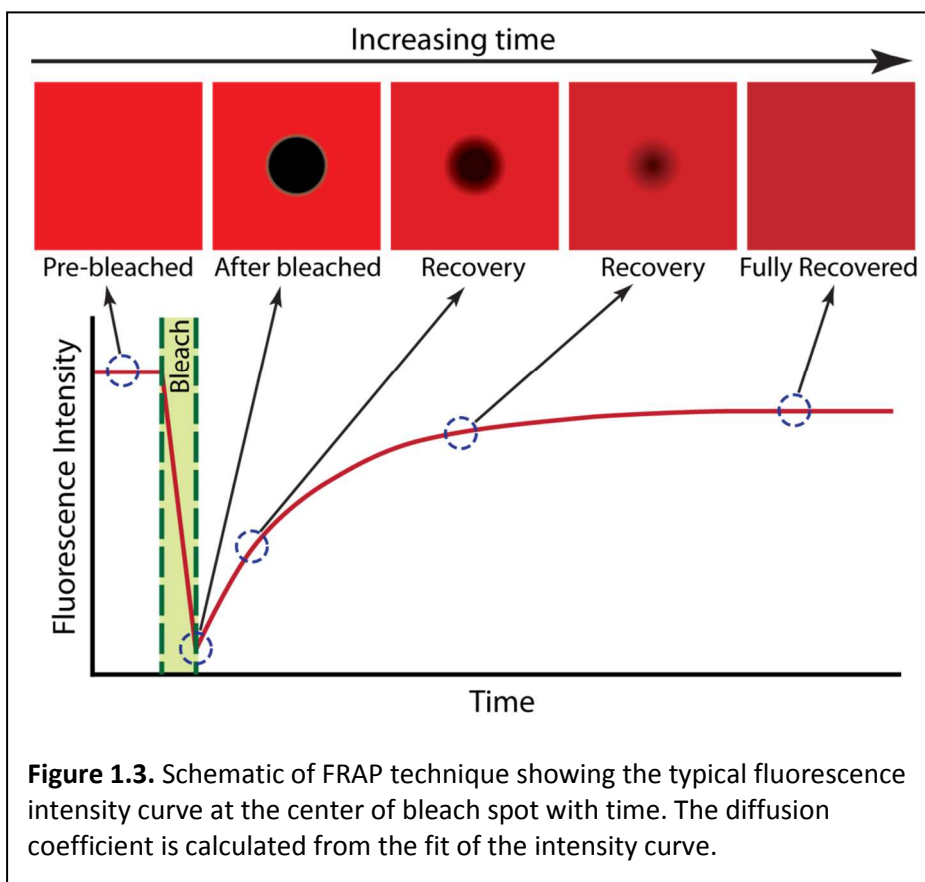 Increasing time
Pre-bleached After bleached Recovery Recovery Fully Recovered
Bleach
Fluorescence Intensity
Time
Figure 1.3. Schematic of FRAP technique showing the typical fluorescence
intensity curve at the center of bleach spot with time. The diffusion
coefficient is calculated from the fit of the intensity curve.